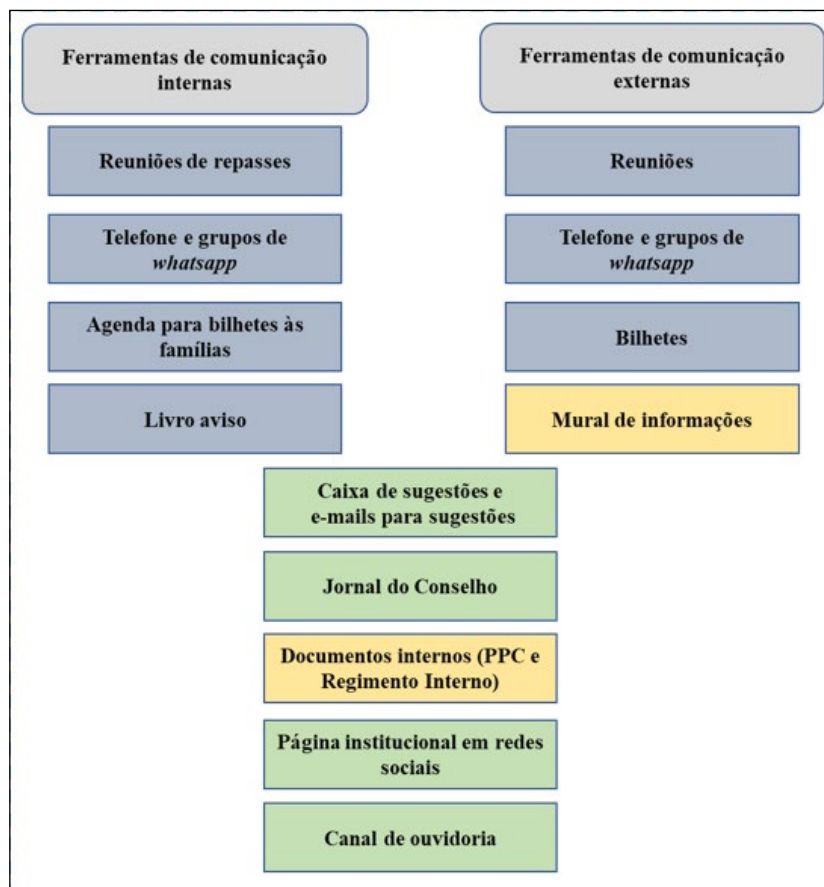 Ferramentas de comunicação
internas
Ferramentas de comunicação
externas
Reuniões de repasses
Reuniões
Telefone e grupos de
whatsapp
Telefone e grupos de
whatsapp
Agenda para bilhetes às
famílias
Bilhetes
Livro aviso
Mural de informações
Caixa de sugestões e
e-mails para sugestões
Jornal do Conselho
Documentos internos (PPC e
Regimento Interno)
Página institucional em redes
sociais
Canal de ouvidoria